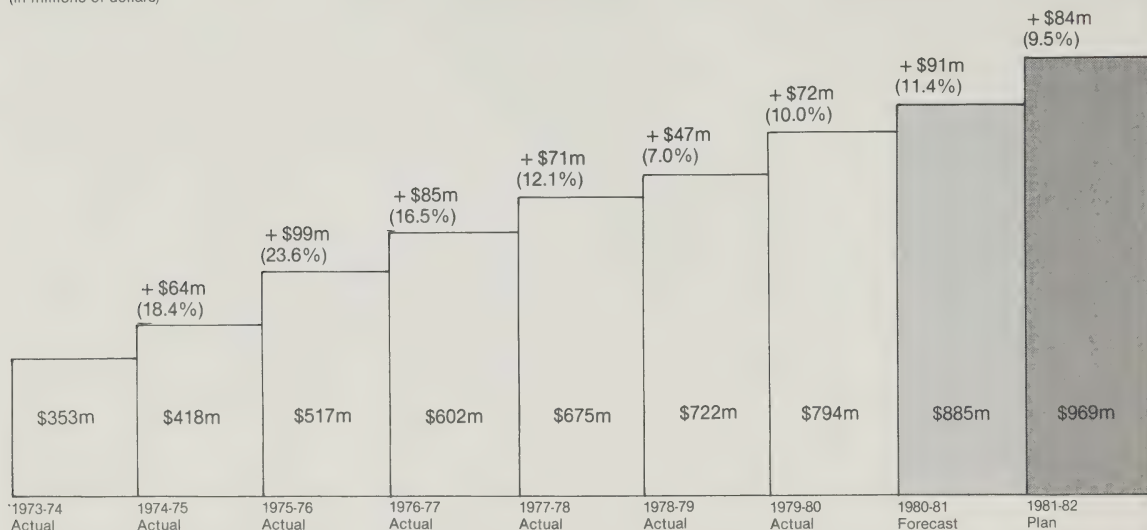 (in millions of dollars)
+ $84m
(9.5%)
+ $91m
(11.4%)
+ $72m
(10.0%)
+ $47m
(7.0%)
+ $71m
(12.1%)
+ $85m
(16.5%)
+ $99m
(23.6%)
+ $64m
(18.4%)
$353m
$418m
$517m
$602m
$675m
$722m
$794m
$885m
$969m
1973-74
Actual
1974-75
Actual
1975-76
Actual
1976-77
Actual
1977-78
Actual
1978-79
Actual
1979-80
Actual
1980-81
Forecast
1981-82
Plan